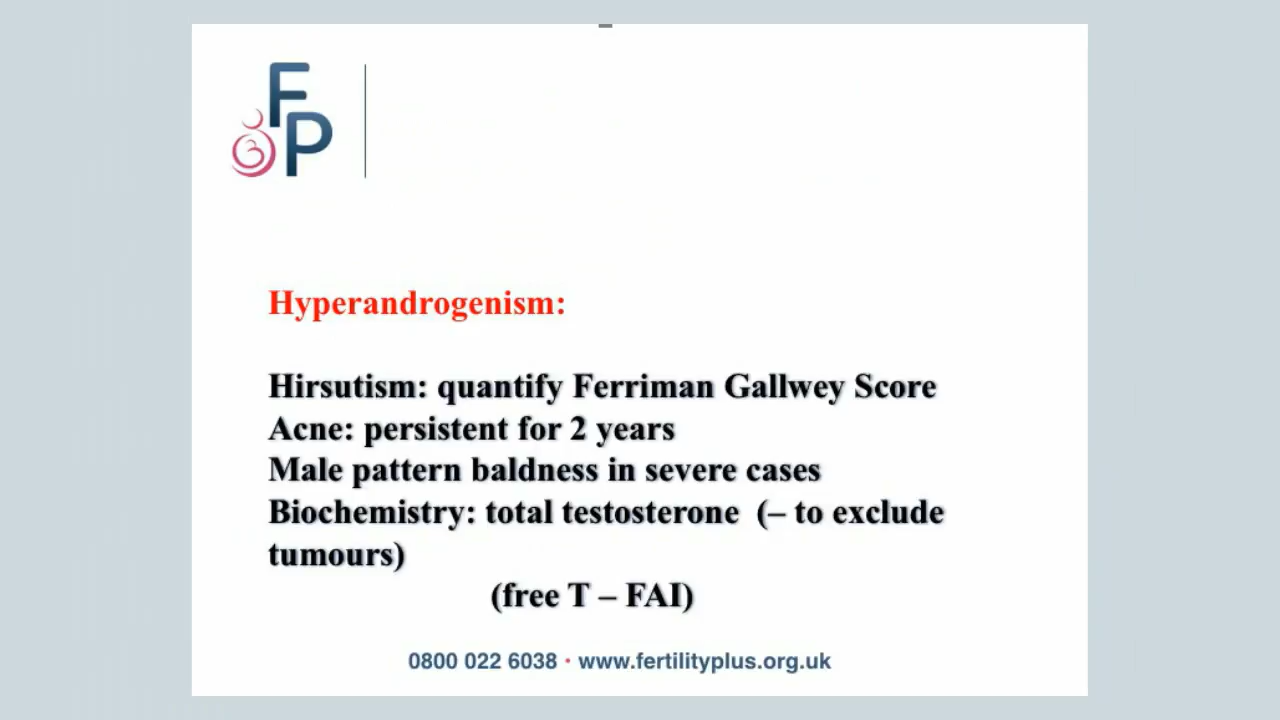 FP
Hyperandrogenism:
Hirsutism: quantify Ferriman Gallwey Score
Acne: persistent for 2 years
Male pattern baldness in severe cases
Biochemistry: total testosterone (– to exclude
tumours)
(free T – FAI)
0800 022 6038 · www.fertilityplus.org.uk